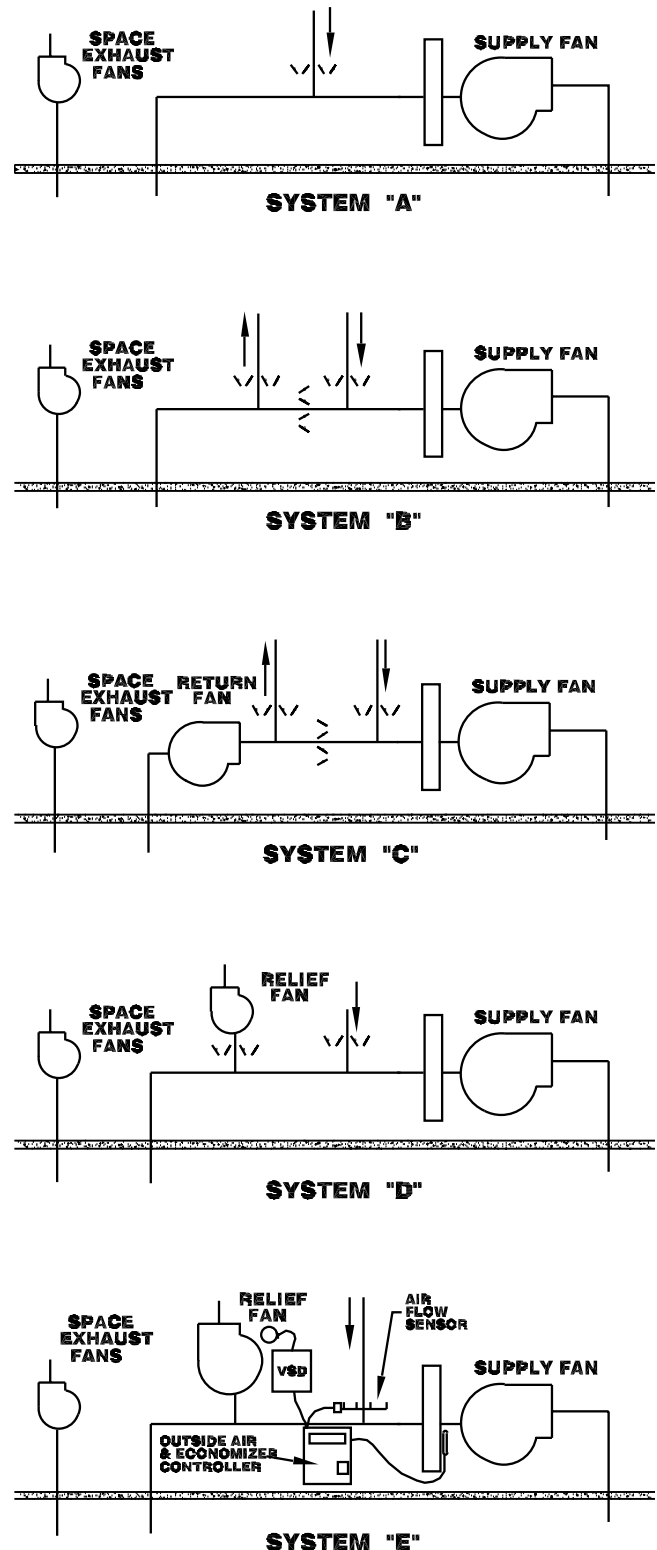 SPACE
EXHAUST
FANS
SUPPLY FAN
SYSTEM "A"
SPACE
EXHAUST
FANS
SUPPLY FAN
SYSTEM "B"
SPACE
EXHAUST
FANS
RETURN
FAN
SUPPLY FAN
SYSTEM "C"
SPACE
EXHAUST
FANS
RELIEF
FAN
SUPPLY FAN
SYSTEM "D"
SPACE
EXHAUST
FANS
RELIEF
FAN
VSD
AIR
FLOW
SENSOR
SUPPLY FAN
OUTSIDE AIR
& ECONOMIZER
CONTROLLER
SYSTEM "E"